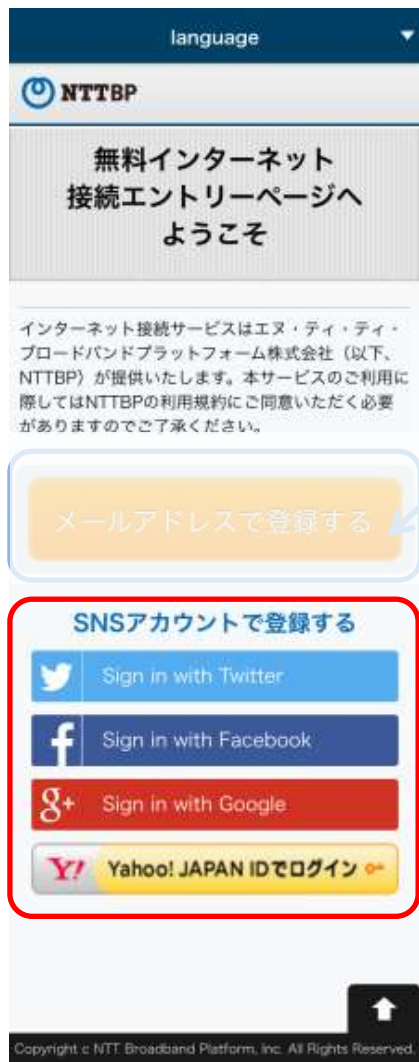 language
NTTBP
無料インターネット
接続エントリーページへ
ようこそ
インターネット接続サービスはエヌ・ティ・ティ・
ブロードバンドプラットフォーム株式会社（以下、
NTTBP）が提供いたします。本サービスのご利用に
際してはNTTBPの利用規約にご同意いただく必要
がありますのでご了承ください。
メールアドレスで登録する
SNSアカウントで登録する
Sign in with Twitter
Sign in with Facebook
g+ Sign in with Google
Y! Yahoo! JAPAN IDでログイン
Copyright c NTT Broadband Platform, Inc. All Rights Reserved